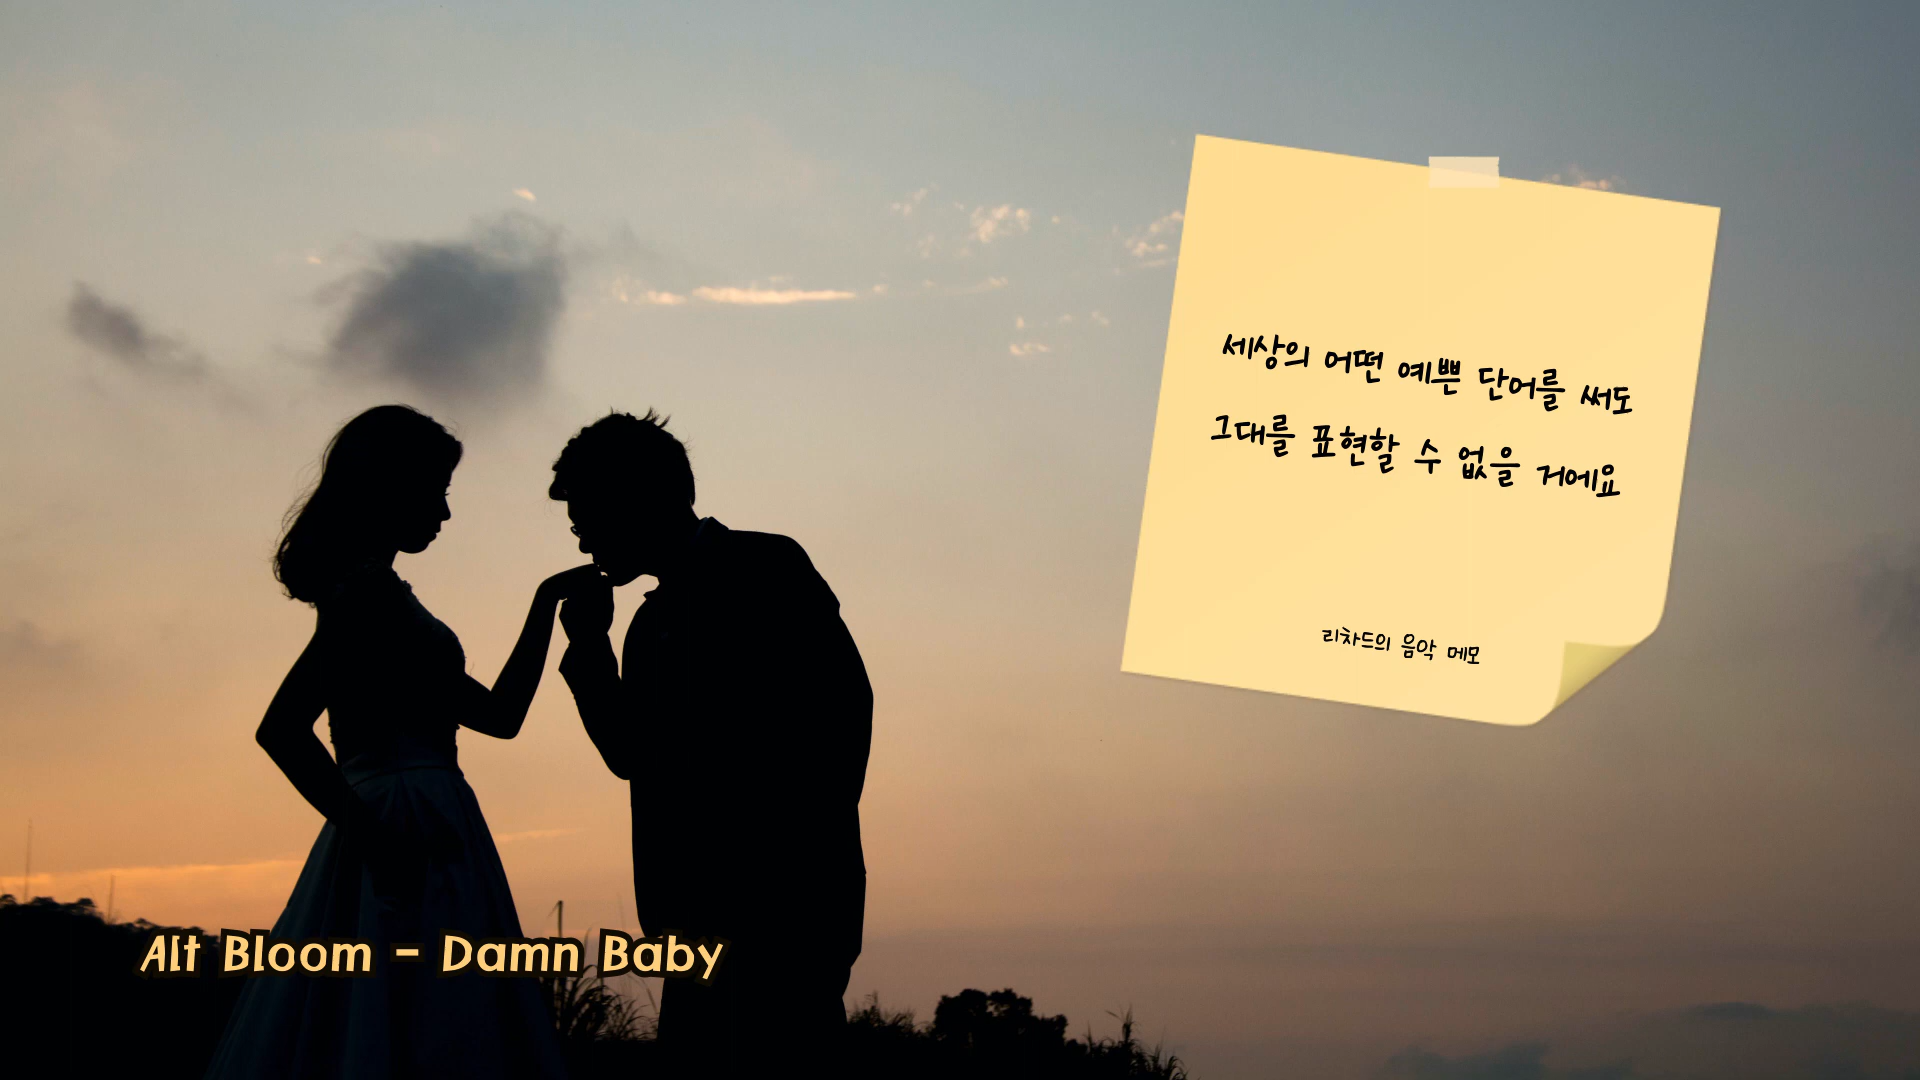 세상의 어떤 예쁜 단어를 써도
그대를 표현할 수 없을 거에요
리차드의 음악 메모
Alt Bloom - Damn Baby